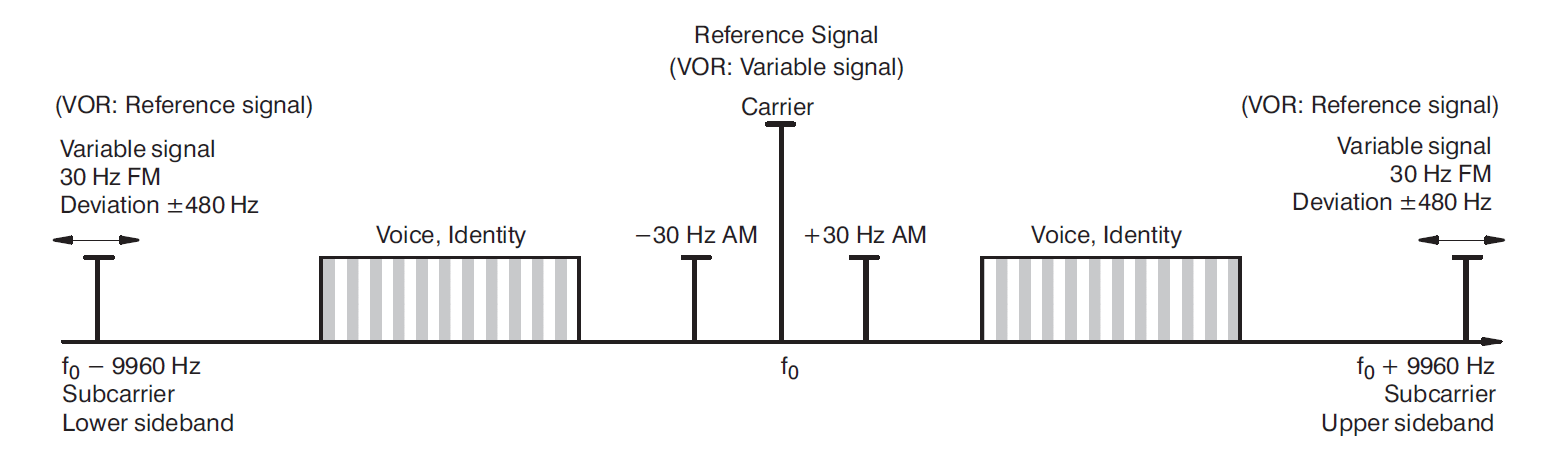 Reference Signal
(VOR: Variable signal)
Carrier
(VOR: Reference signal)
Variable signal
30 Hz FM
Deviation ±480 Hz
(VOR: Reference signal)
Variable signal
30 Hz FM
Deviation ±480 Hz
Voice, Identity
−30 Hz AM
+30 Hz AM
Voice, Identity
f0 − 9960 Hz
Subcarrier
Lower sideband
f0
f0 + 9960 Hz
Subcarrier
Upper sideband